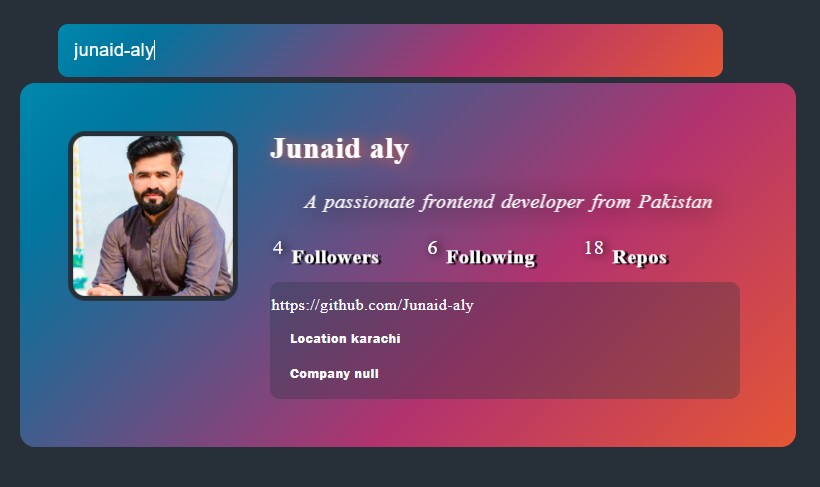 junaid-aly
Junaid aly
A passionate frontend developer from Pakistan
4 Followers 6 Following 18 Repos
https://github.com/Junaid-aly
Location karachi
Company null